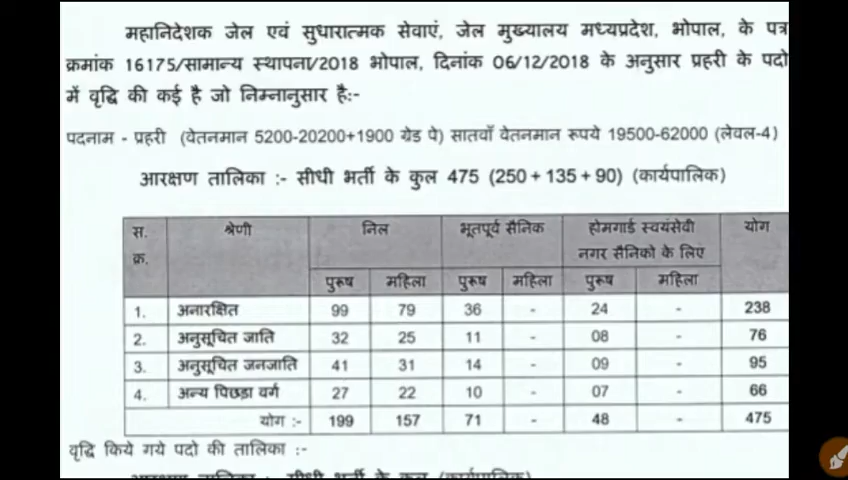 महानिदेशक जेल एवं सुधारात्मक सेवाएं, जेल मुख्यालय मध्यप्रदेश, भोपाल, के पत्र
क्रमांक 16175/सामान्य स्थापना/2018 भोपाल, दिनांक 06/12/2018 के अनुसार प्रहरी के पदो
में वृद्धि की कई है जो निम्नानुसार है:-
पदनाम - प्रहरी (वेतनमान 5200-20200+1900 ग्रेड पे) सातवॉ वेतनमान रूपये 19500-62000 (लेवल-4)
आरक्षण तालिका :- सीधी भर्ती के कुल 475 (250+135+90) (कार्यपालिक)
स. श्रेणी निल भूतपूर्व सैनिक होमगार्ड स्वयंसेवी योग
क्र. नगर सैनिको के लिएं
पुरूष महिला पुरूष महिला पुरूष महिला
1. अनारक्षित 99 79 36 - 24 - 238
2. अनुसूचित जाति 32 25 11 - 08 - 76
3. अनुसूचित जनजाति 41 31 14 - 09 - 95
4. अन्य पिछड़ा वर्ग 27 22 10 - 07 - 66
योग :- 199 157 71 - 48 - 475
वृद्धि किये गये पदो की तालिका :-
आरक्षण तालिका :- सीधी भर्ती के कुल (कार्यपालिक)